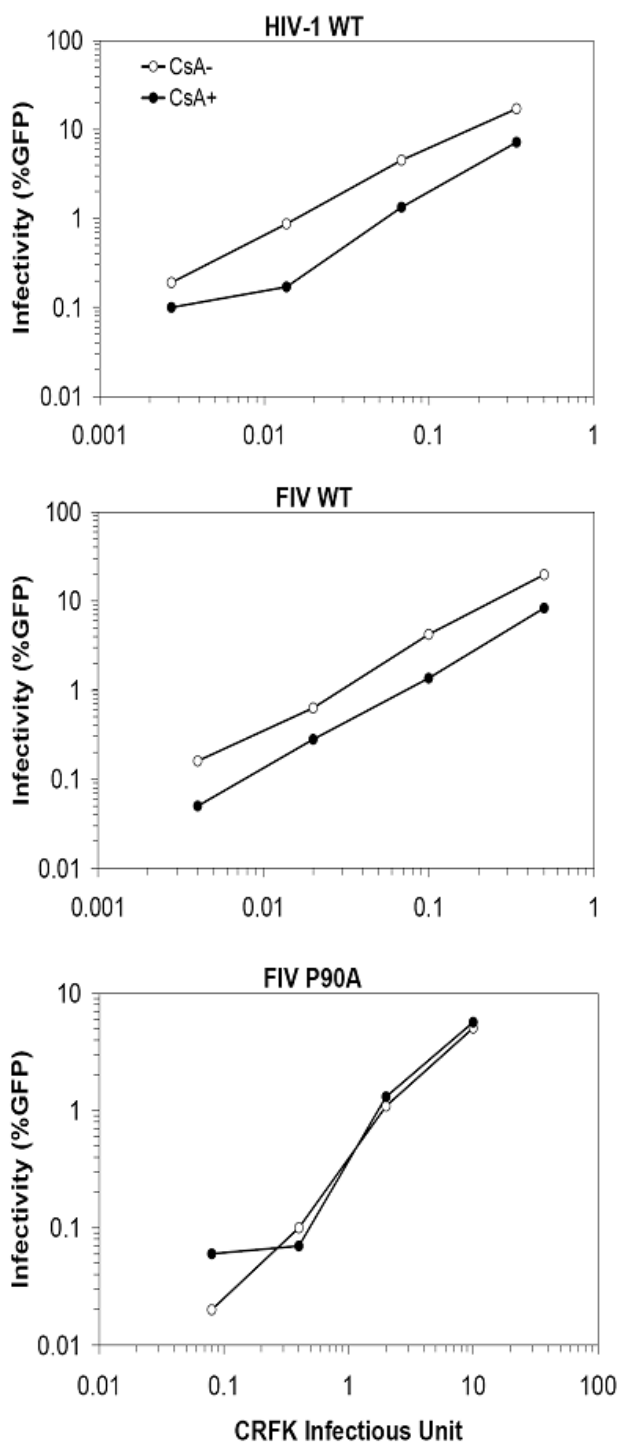 HIV-1 WT
100
CsA-
CsA+
10
1
0.1
0.01
Infectivity (%GFP)
0.001 0.01 0.1 1
FIV WT
100
10
1
0.1
0.01
Infectivity (%GFP)
0.001 0.01 0.1 1
FIV P90A
10
1
0.1
0.01
Infectivity (%GFP)
0.01 0.1 1 10 100
CRFK Infectious Unit